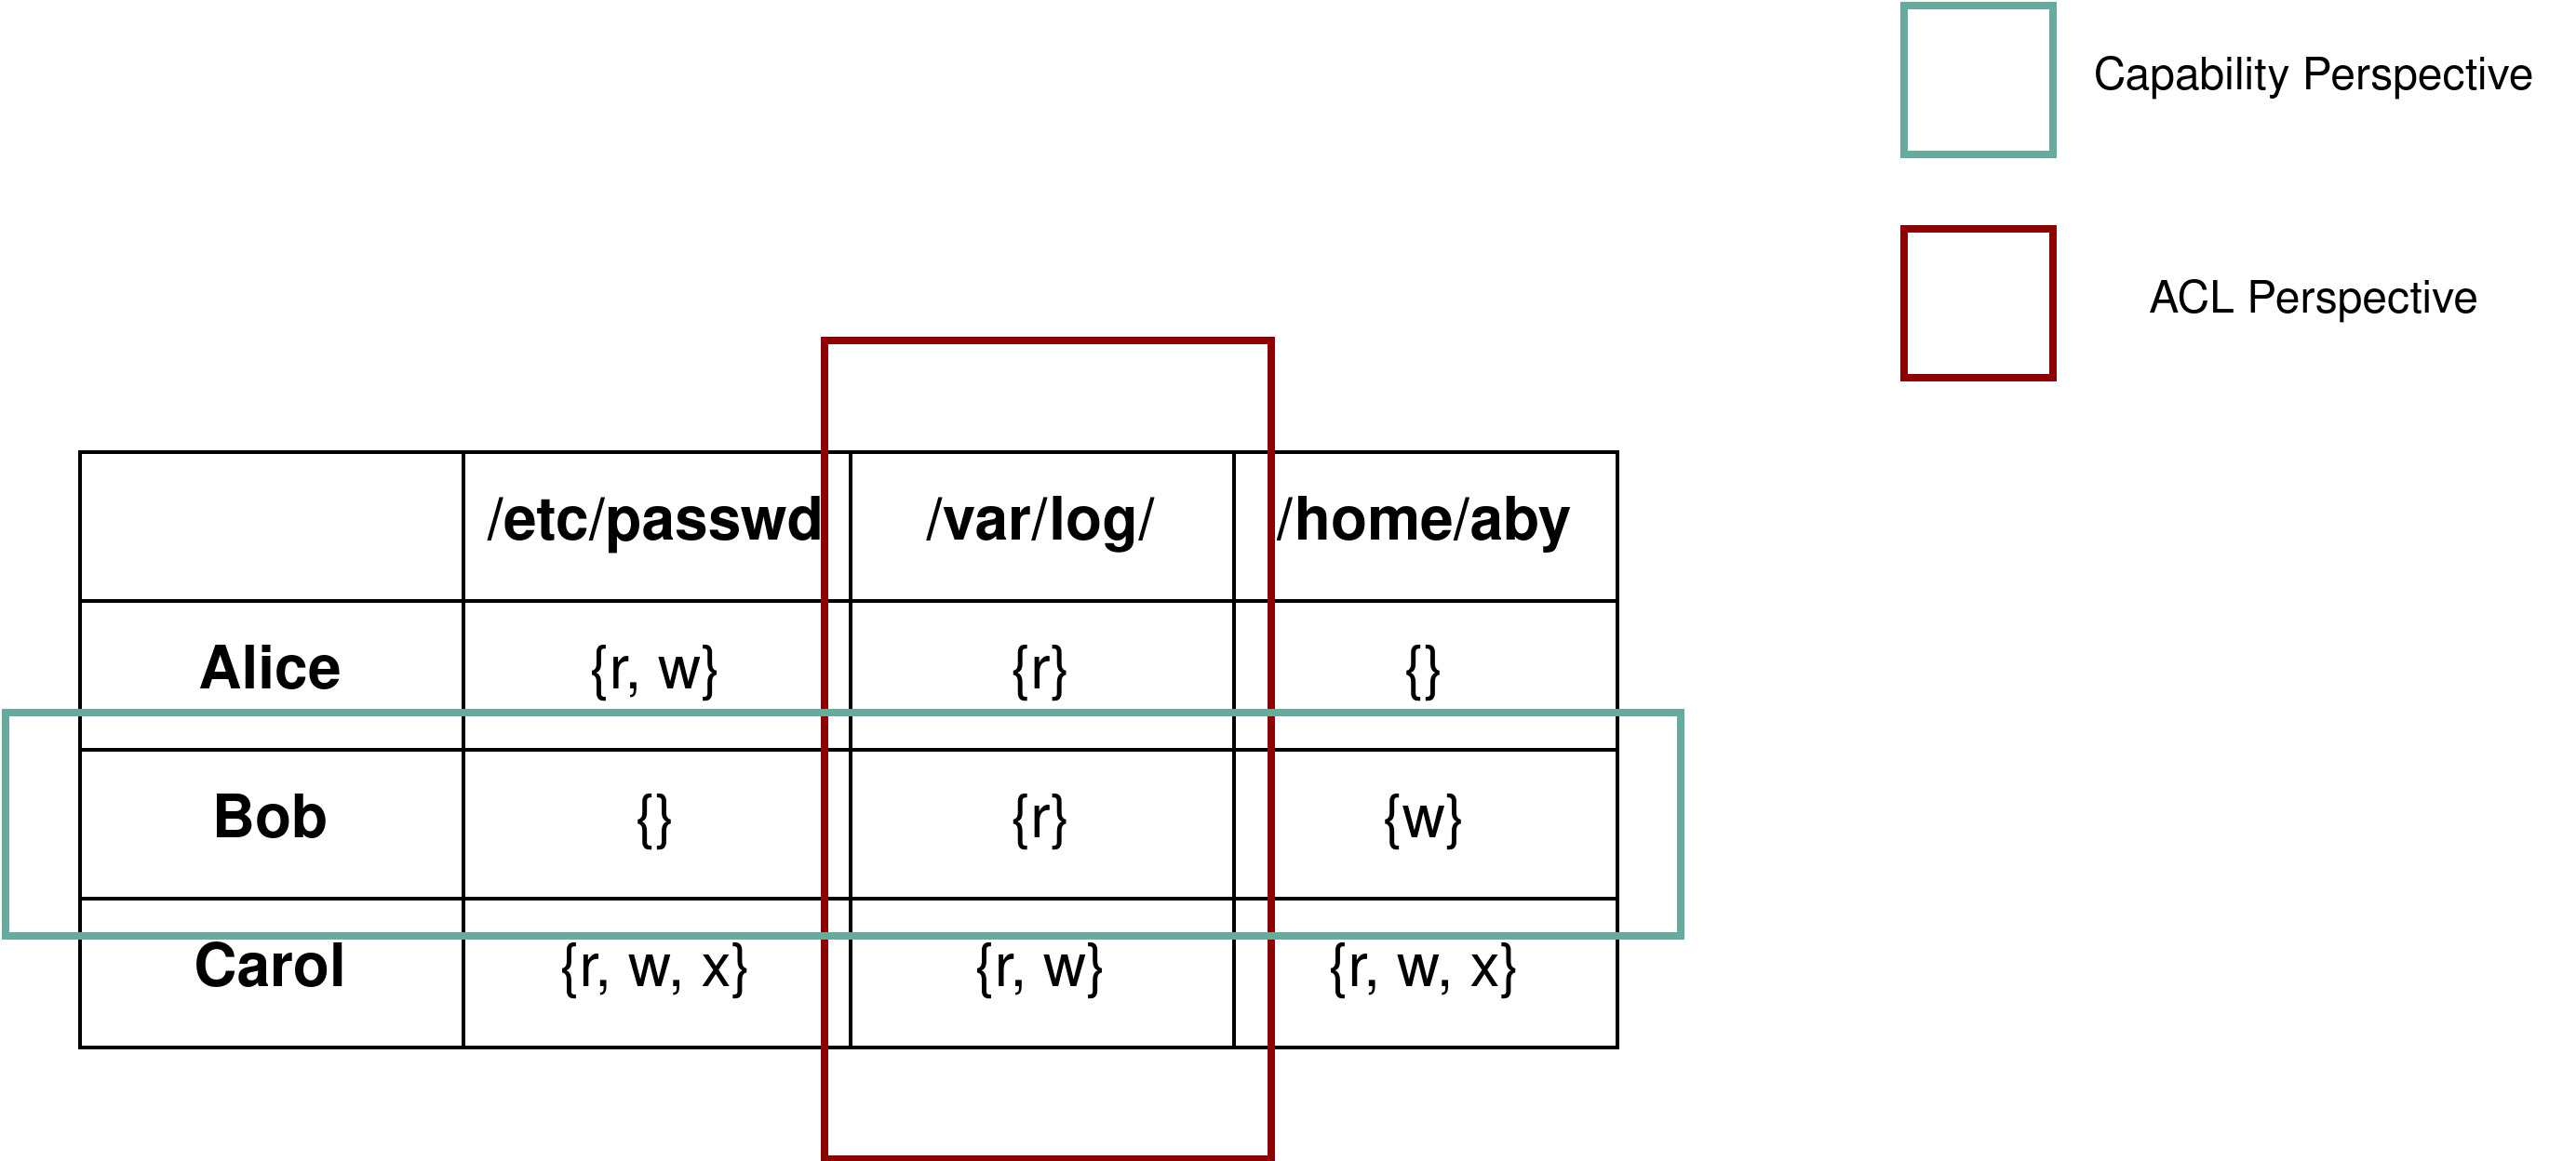 Capability Perspective
ACL Perspective
/etc/passwd /var/log/ /home/aby
Alice {r, w} {r} {}
Bob {} {r} {w}
Carol {r, w, x} {r, w} {r, w, x}